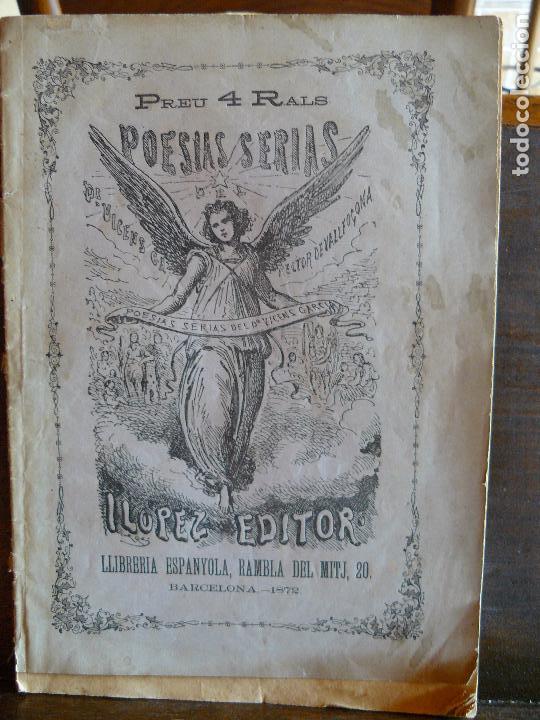 PREU 4 RALS
POESIAS SERIAS
DEL
DR. VICENS
RECTOR DE VALLFOGONA
POESIAS SERIAS DEL DR VICENS GARCIA
I. LOPEZ EDITOR.
LLIBRERIA ESPANYOLA, RAMBLA DEL MITJ, 20.
BARCELONA.—1872.
todocoleccion